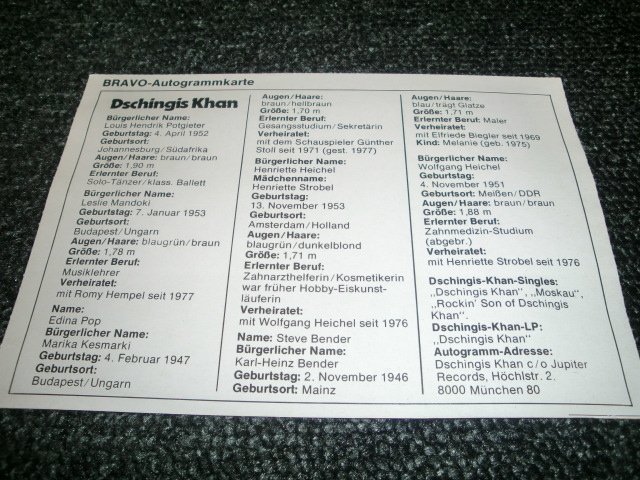 BRAVO-Autogrammkarte
Dschingis Khan
Bürgerlicher Name:
Louis Hendrik Potgieter
Geburtstag: 4. April 1952
Geburtsort:
Johannesburg/Südafrika
Augen/Haare: braun/braun
Größe: 1,90 m
Erlernter Beruf:
Solo-Tänzer/klass. Ballett
Bürgerlicher Name:
Leslie Mandoki
Geburtstag: 7. Januar 1953
Geburtsort:
Budapest/Ungarn
Augen/Haare: blaugrün/braun
Größe: 1,78 m
Erlernter Beruf:
Musiklehrer
Verheiratet:
mit Romy Hempel seit 1977
Name:
Edina Pop
Bürgerlicher Name:
Marika Kesmarki
Geburtstag: 4. Februar 1947
Geburtsort:
Budapest/Ungarn
Augen/Haare:
braun/hellbraun
Größe: 1,70 m
Erlernter Beruf:
Gesangsstudium/Sekretärin
Verheiratet:
mit dem Schauspieler Günther
Stoll seit 1971 (gest. 1977)
Bürgerlicher Name:
Henriette Heichel
Mädchenname:
Henriette Strobel
Geburtstag:
13. November 1953
Geburtsort:
Amsterdam/Holland
Augen/Haare:
blaugrün/dunkelblond
Größe: 1,71 m
Erlernter Beruf:
Zahnarzthelferin/Kosmetikerin
war früher Hobby-Eiskunst-
läuferin
Verheiratet:
mit Wolfgang Heichel seit 1976
Name: Steve Bender
Bürgerlicher Name:
Karl-Heinz Bender
Geburtstag: 2. November 1946
Geburtsort: Mainz
Augen/Haare:
blau/trägt Glatze
Größe: 1,71 m
Erlernter Beruf: Maler
Verheiratet:
mit Elfriede Biegler seit 1969
Kind: Melanie (geb. 1975)
Bürgerlicher Name:
Wolfgang Heichel
Geburtstag:
4. November 1951
Geburtsort: Meißen/DDR
Augen/Haare: braun/braun
Größe: 1,88 m
Erlernter Beruf:
Zahnmedizin-Studium
(abgebr.)
Verheiratet:
mit Henriette Strobel seit 1976
Dschingis-Khan-Singles:
„Dschingis Khan", „Moskau",
„Rockin' Son of Dschingis
Khan".
Dschingis-Khan-LP:
„Dschingis Khan"
Autogramm-Adresse:
Dschingis Khan c/o Jupiter
Records, Höchlstr. 2.
8000 München 80